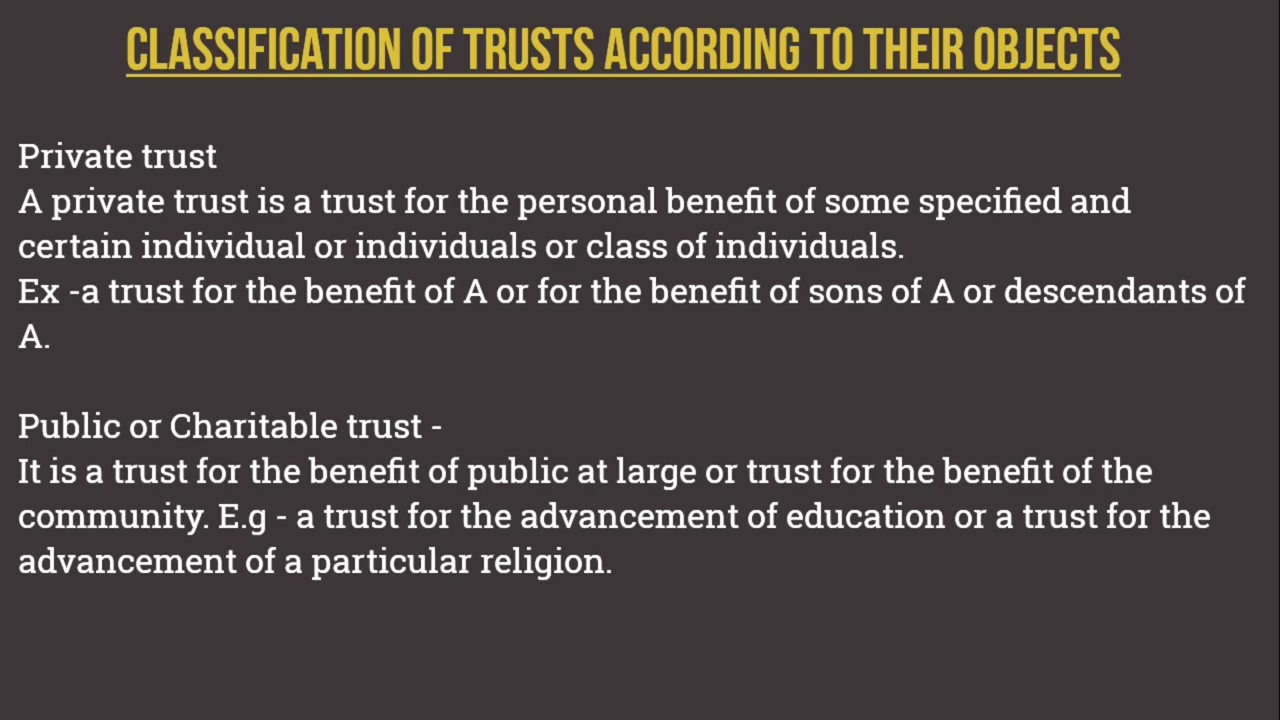 CLASSIFICATION OF TRUSTS ACCORDING TO THEIR OBJECTS
Private trust
A private trust is a trust for the personal benefit of some specified and
certain individual or individuals or class of individuals.
Ex -a trust for the benefit of A or for the benefit of sons of A or descendants of
A.
Public or Charitable trust -
It is a trust for the benefit of public at large or trust for the benefit of the
community. E.g - a trust for the advancement of education or a trust for the
advancement of a particular religion.